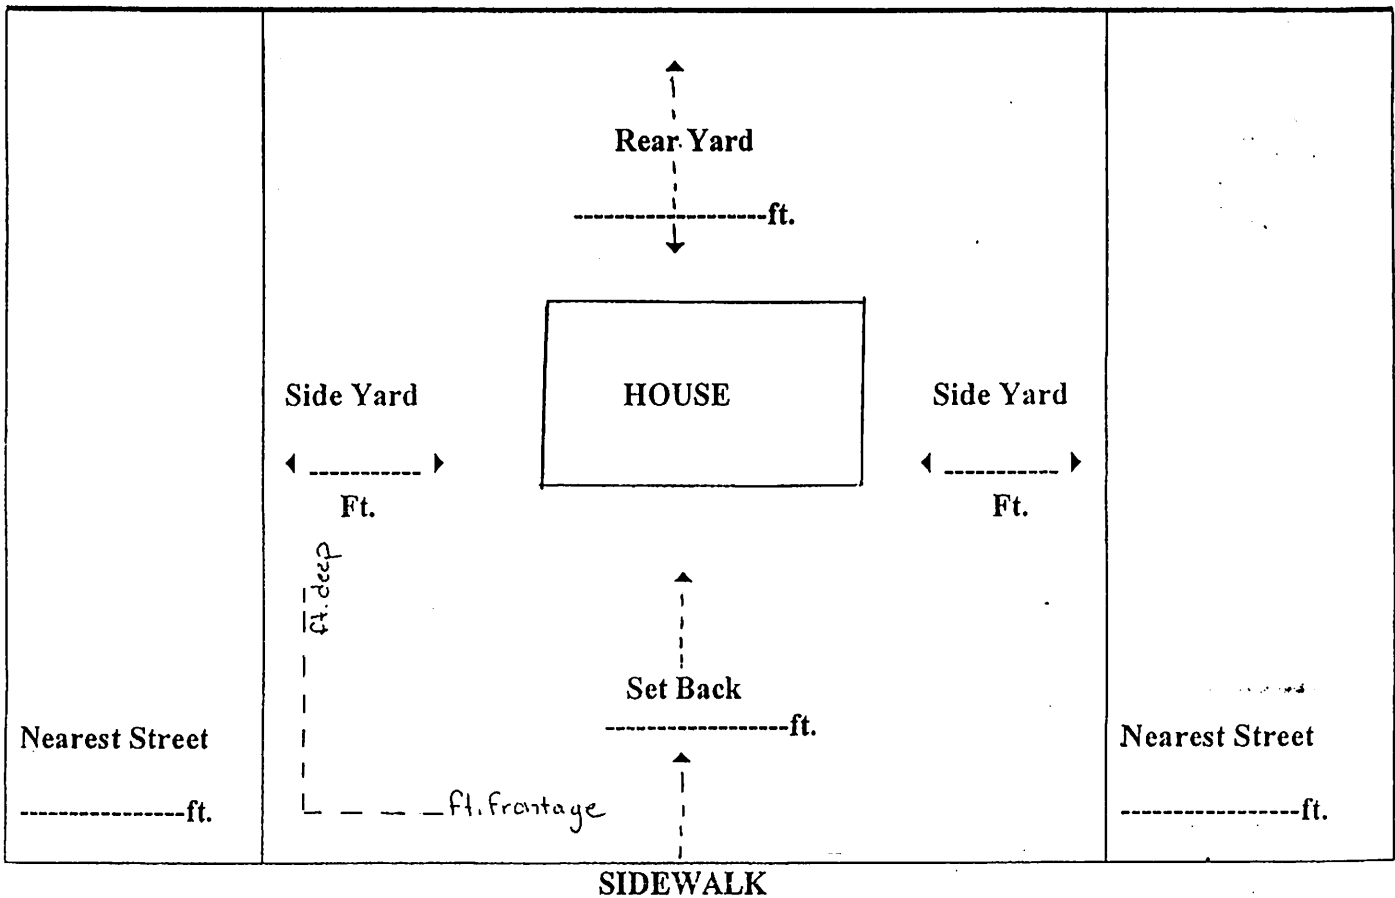 Rear Yard
------------------ft.
Side Yard
HOUSE
Side Yard
-----------
-----------
Ft.
Ft.
ft. deep
Set Back
-----------------ft.
Nearest Street
Nearest Street
----------------ft.
ft. frontage
-----------------ft.
SIDEWALK